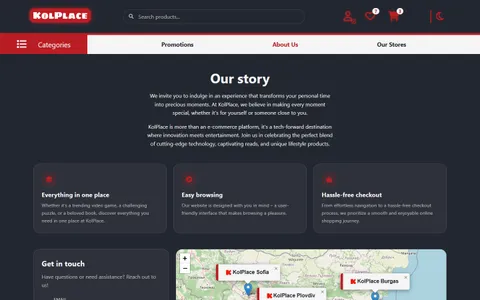 KOLPLACE
Search products...
2
3
Categories
Promotions
About Us
Our Stores
Our story
We invite you to indulge in an experience that transforms your personal time
into precious moments. At KolPlace, we believe in making every moment
special, whether it's for yourself or someone close to you.
KolPlace is more than an e-commerce platform, it's a tech-forward destination
where innovation meets entertainment. Join us in celebrating the perfect blend
of cutting-edge technology, captivating reads, and unique lifestyle products.
Everything in one place
Whether it's a trending video game, a challenging
puzzle, or a beloved book, discover everything you
need in one place at KolPlace.
Easy browsing
Our website is designed with you in mind – a user-
friendly interface that makes browsing a pleasure.
Hassle-free checkout
From effortless navigation to a hassle-free checkout
process, we prioritize a smooth and enjoyable online
shopping journey.
Get in touch
Have questions or need assistance? Reach out to
us!
+
−
KolPlace Sofia
×
KolPlace Burgas
×
KolPlace Plovdiv
×